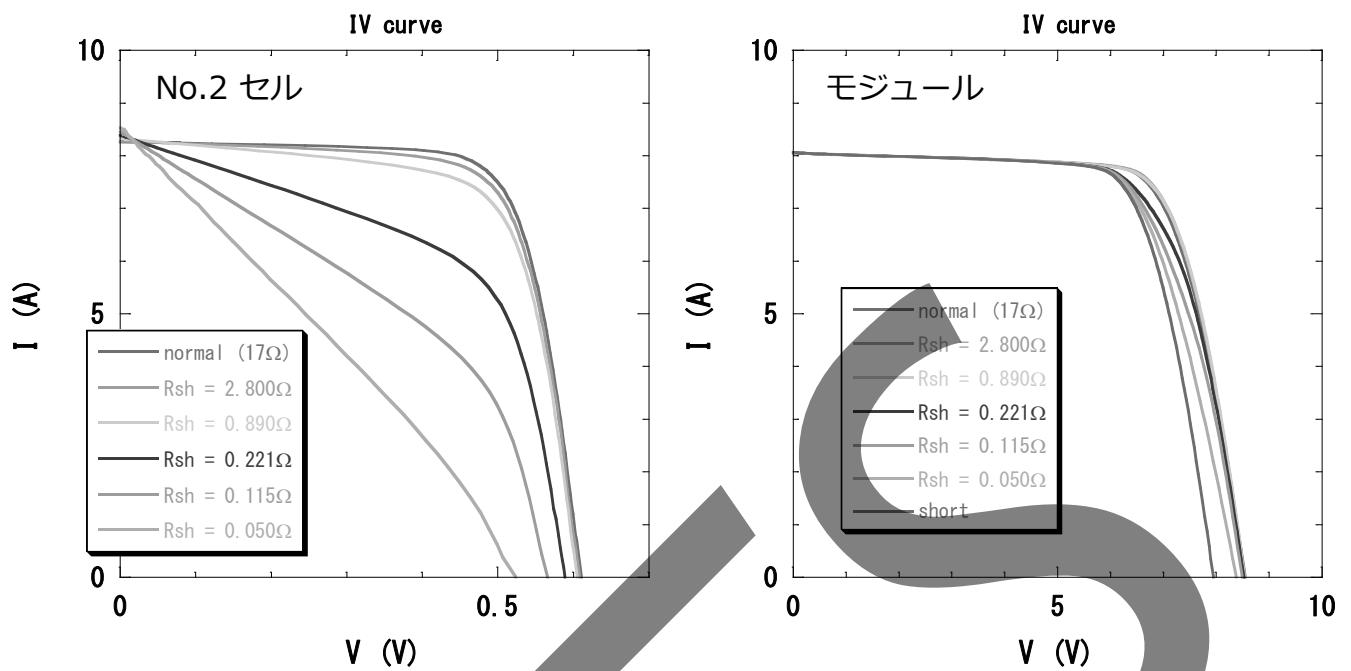 IV curve
No.2 セル
10
5
0
I (A)
normal (17Ω)
Rsh = 2.800Ω
Rsh = 0.890Ω
Rsh = 0.221Ω
Rsh = 0.115Ω
Rsh = 0.050Ω
0
0.5
V (V)
IV curve
モジュール
10
5
0
I (A)
normal (17Ω)
Rsh = 2.800Ω
Rsh = 0.890Ω
Rsh = 0.221Ω
Rsh = 0.115Ω
Rsh = 0.050Ω
short
0
5
10
V (V)